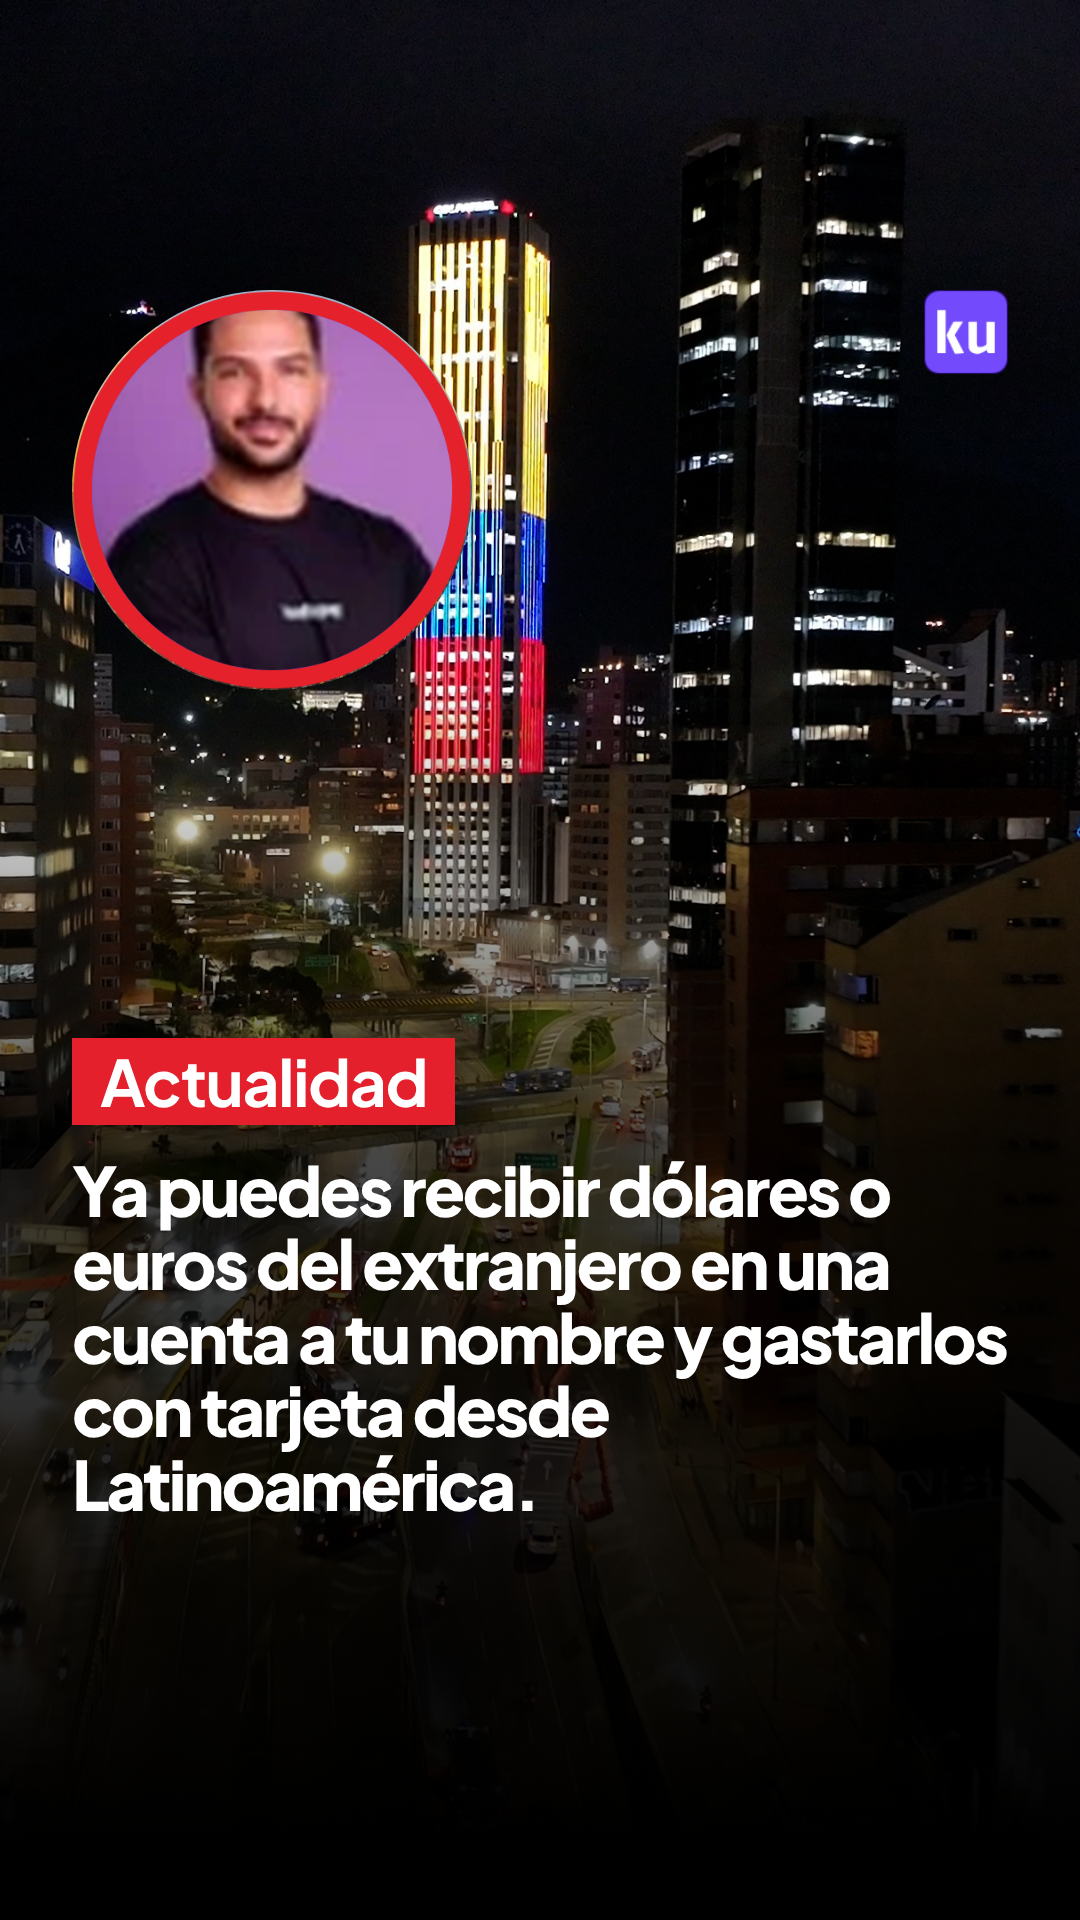 COLPATRIA
ku
Actualidad
Ya puedes recibir dólares o
euros del extranjero en una
cuenta a tu nombre y gastarlos
con tarjeta desde
Latinoamérica.